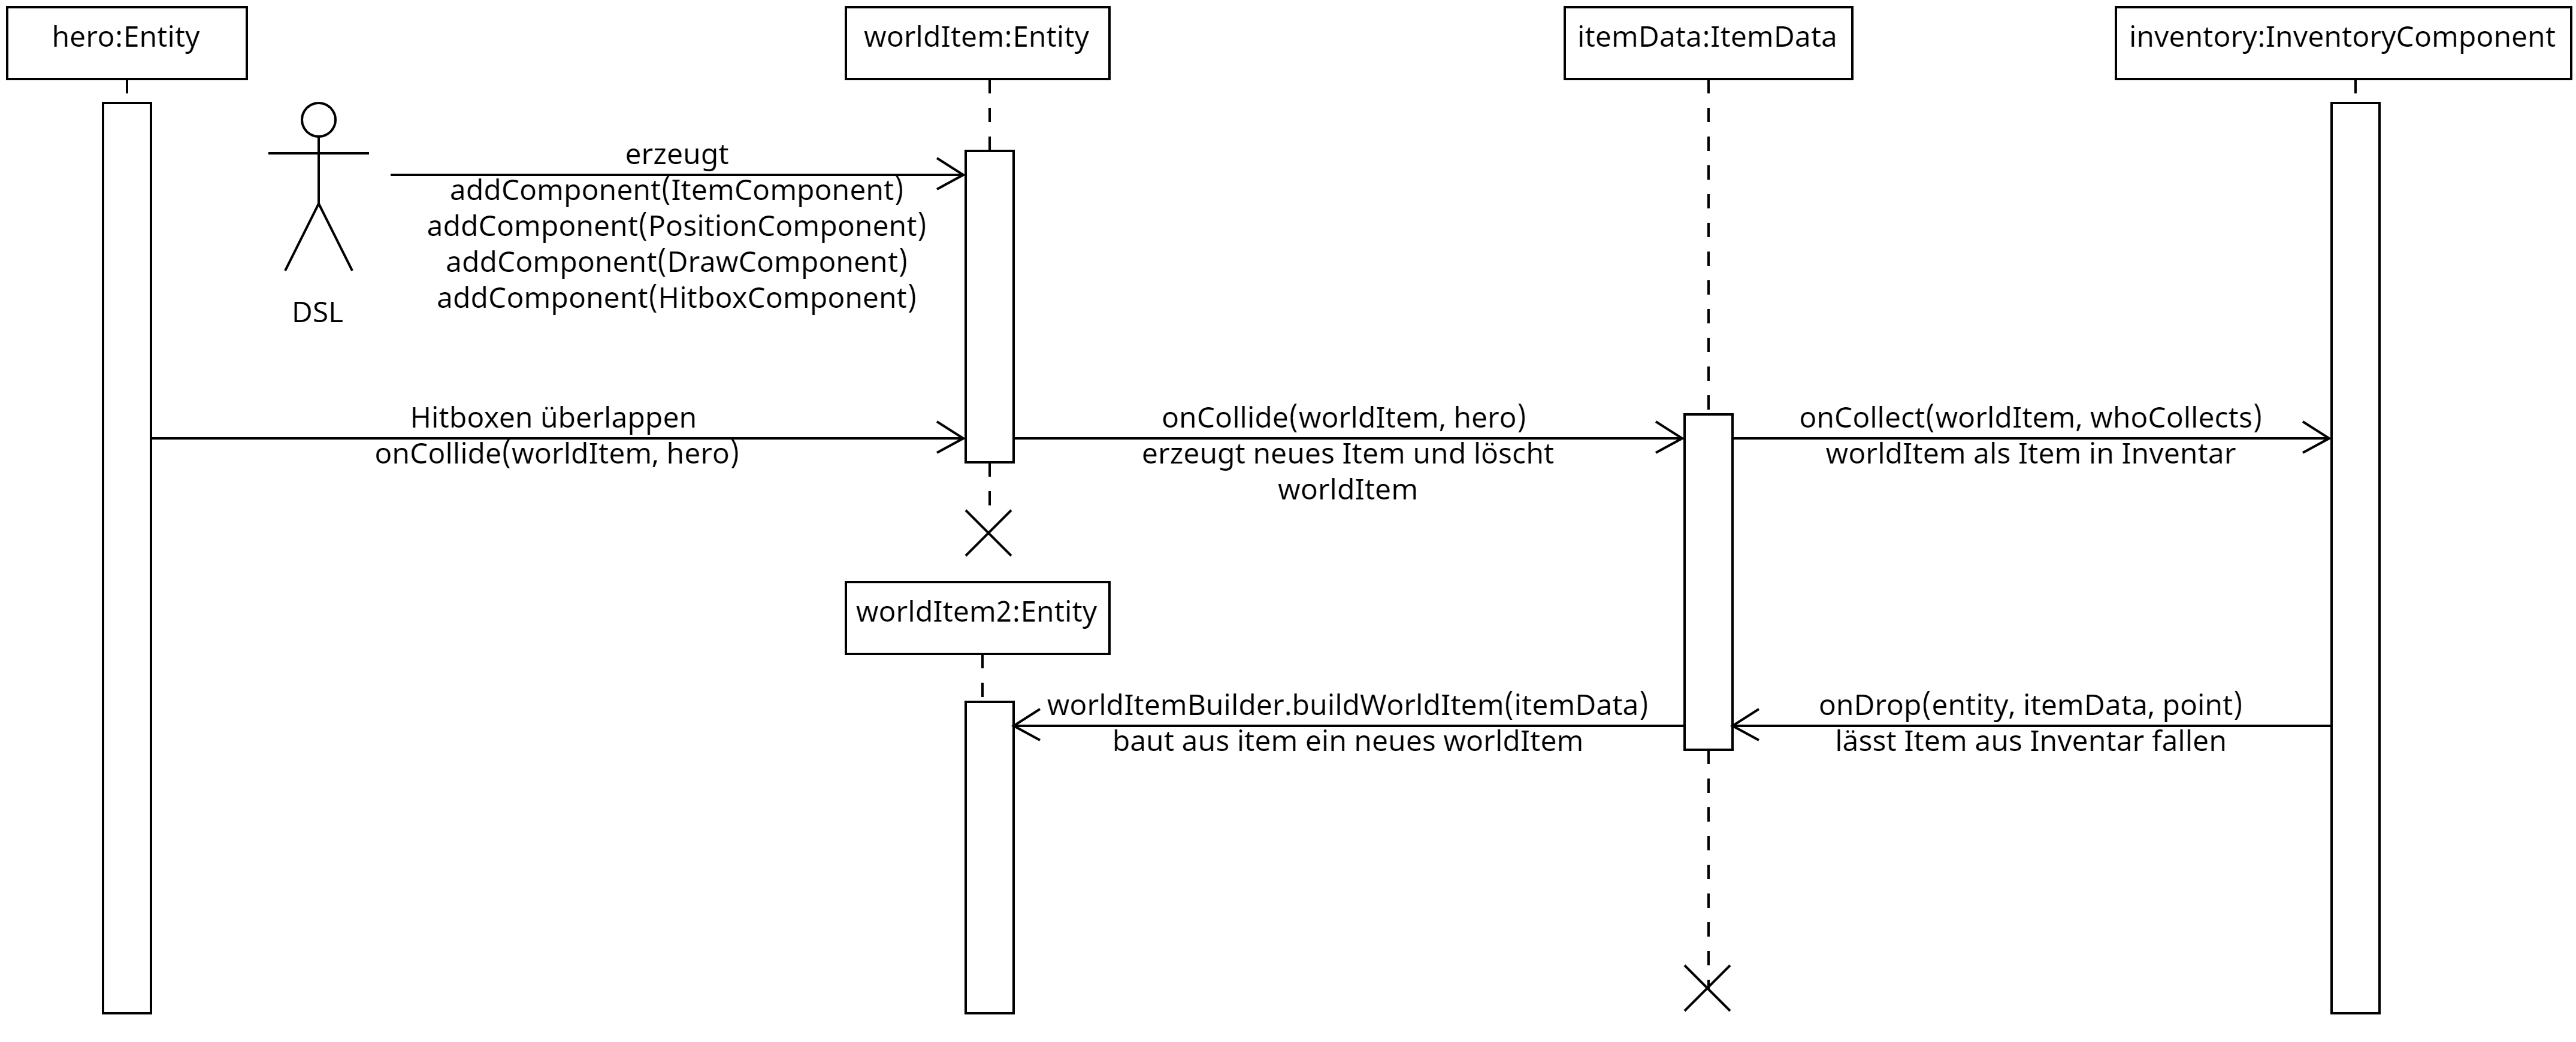 hero:Entity
worldItem:Entity
itemData:ItemData
inventory:InventoryComponent
erzeugt
addComponent(ItemComponent)
addComponent(PositionComponent)
addComponent(DrawComponent)
addComponent(HitboxComponent)
DSL
Hitboxen überlappen
onCollide(worldItem, hero)
onCollide(worldItem, hero)
erzeugt neues Item und löscht
worldItem
onCollect(worldItem, whoCollects)
worldItem als Item in Inventar
worldItem2:Entity
worldItemBuilder.buildWorldItem(itemData)
baut aus item ein neues worldItem
onDrop(entity, itemData, point)
lässt Item aus Inventar fallen